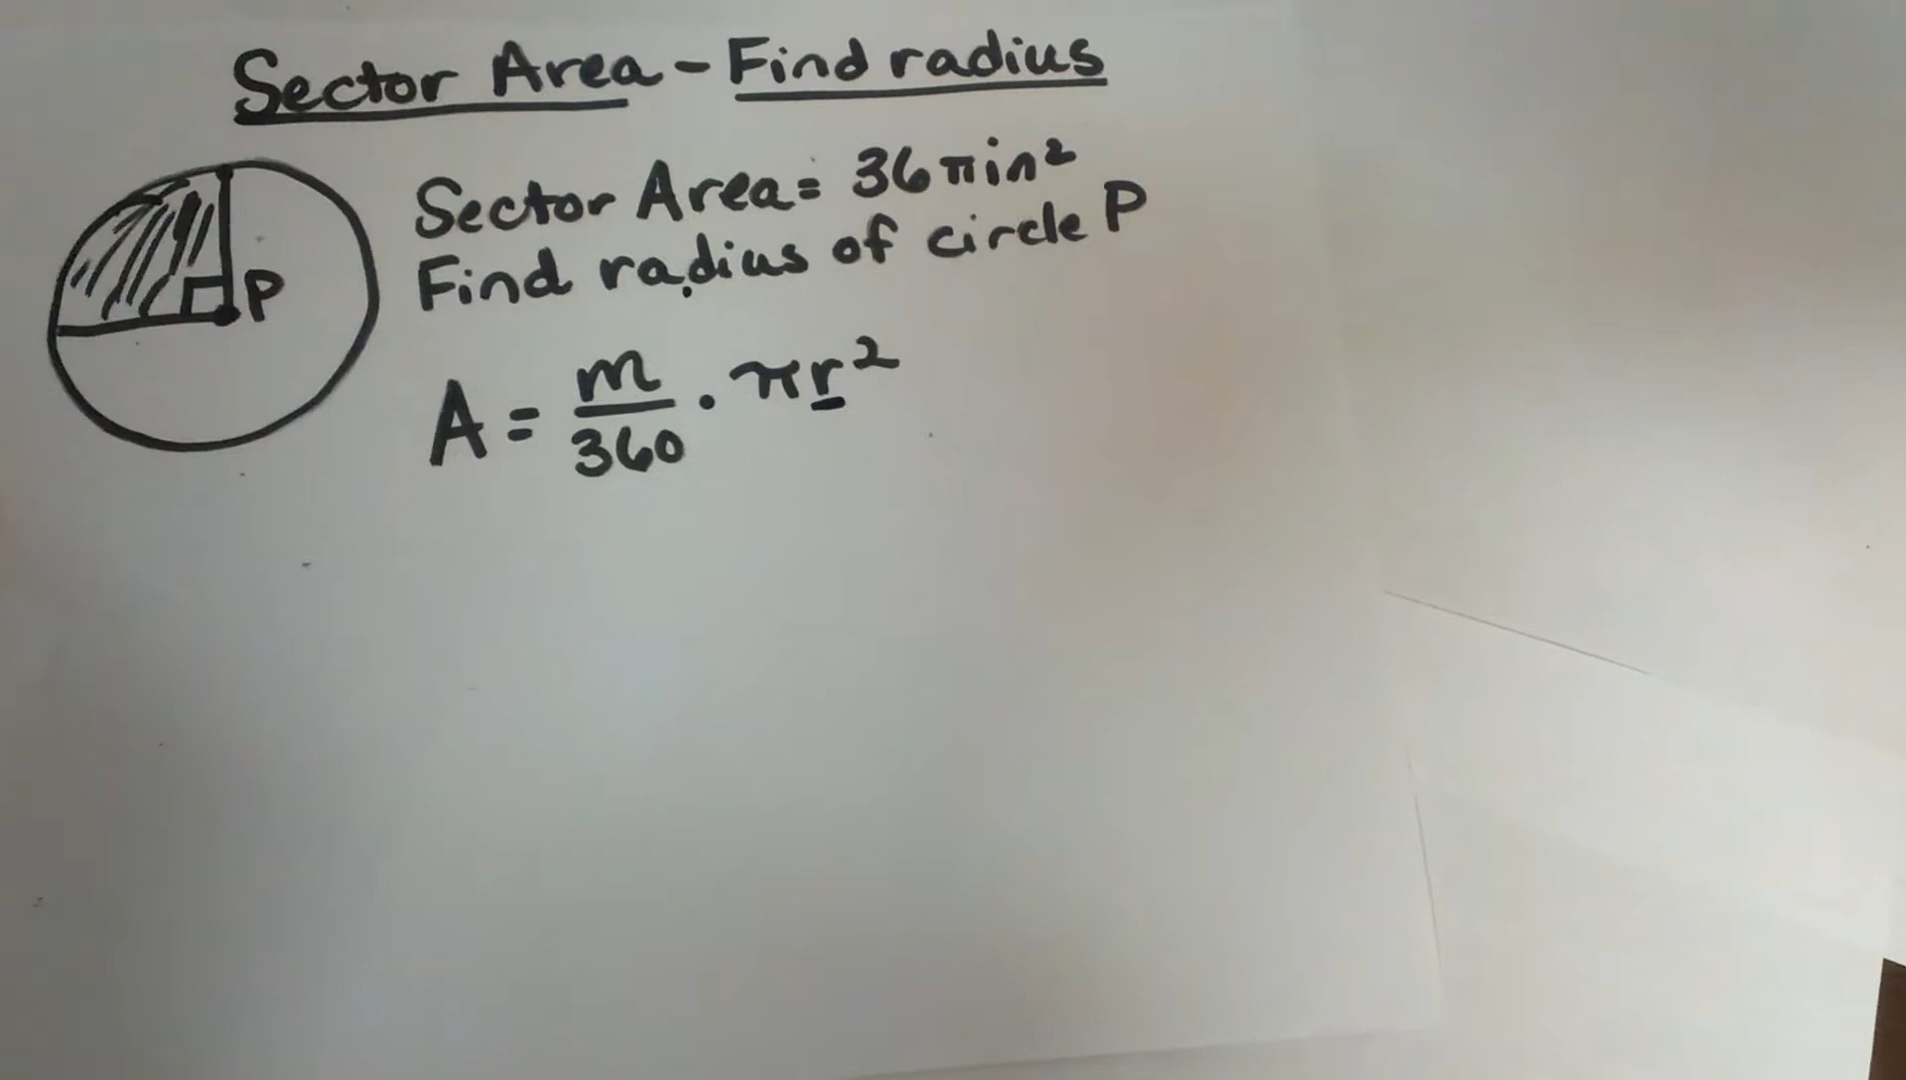 Sector Area - Find radius
Sector Area = 36πin²
Find radius of circle P
P
A = m/360 · πr²